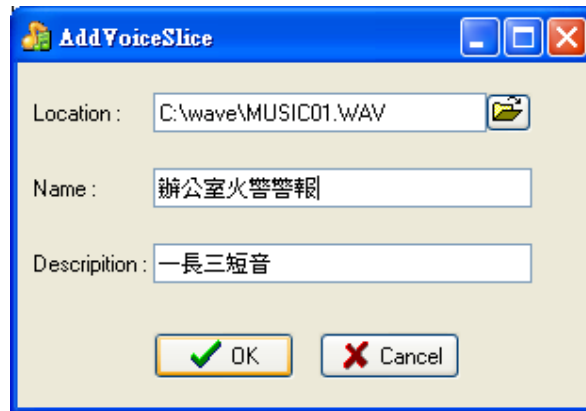 AddVoiceSlice
Location : C:\wave\MUSIC01.WAV
Name : 辦公室火警警報
Descripition : 一長三短音
OK Cancel